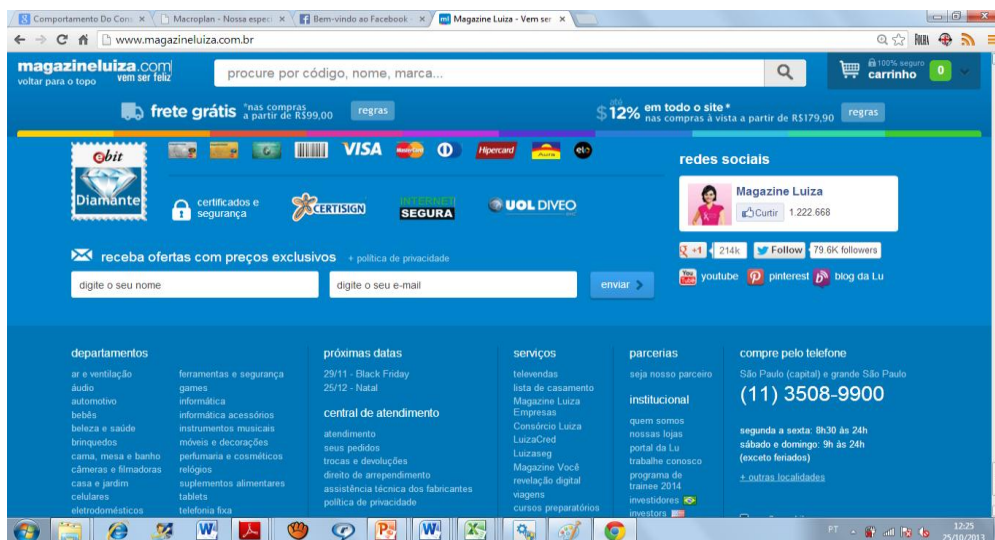 Comportamento Do Con
Macroplan - Nossa especi
Bem-vindo ao Facebook -
Magazine Luiza - Vem ser
www.magazineluiza.com.br
magazineluiza.com
voltar para o topo
vem ser feliz
procure por código, nome, marca...
100% seguro
carrinho
0
frete grátis
*nas compras
a partir de R$99,00
regras
até
$12%
em todo o site*
nas compras à vista a partir de R$179,90
regras
ebit
Diamante
VISA
Hipercard
Aura
elo
certificados e
segurança
CERTISIGN
INTERNET
SEGURA
UOL DIVEO
redes sociais
Magazine Luiza
Curtir 1.222.668
+1 214k
Follow 79.6K followers
youtube
pinterest
blog da Lu
receba ofertas com preços exclusivos
+ política de privacidade
digite o seu nome
digite o seu e-mail
enviar
departamentos
ar e ventilação
áudio
automotivo
bebês
beleza e saúde
brinquedos
cama, mesa e banho
câmeras e filmadoras
casa e jardim
celulares
eletrodomésticos
ferramentas e segurança
games
informática
informática acessórios
instrumentos musicais
móveis e decorações
perfumaria e cosméticos
relógios
suplementos alimentares
tablets
telefonia fixa
próximas datas
29/11 - Black Friday
25/12 - Natal
central de atendimento
atendimento
seus pedidos
trocas e devoluções
direito de arrependimento
assistência técnica dos fabricantes
política de privacidade
serviços
televendas
lista de casamento
Magazine Luiza
Empresas
Consórcio Luiza
LuizaCred
Luizaseg
Magazine Você
revelação digital
viagens
cursos preparatórios
parcerias
seja nosso parceiro
institucional
quem somos
nossas lojas
portal da Lu
trabalhe conosco
programa de
trainee 2014
investidores
investors
compre pelo telefone
São Paulo (capital) e grande São Paulo
(11) 3508-9900
segunda a sexta: 8h30 às 24h
sábado e domingo: 9h às 24h
(exceto feriados)
+ outras localidades
PT
12:25
25/10/2013